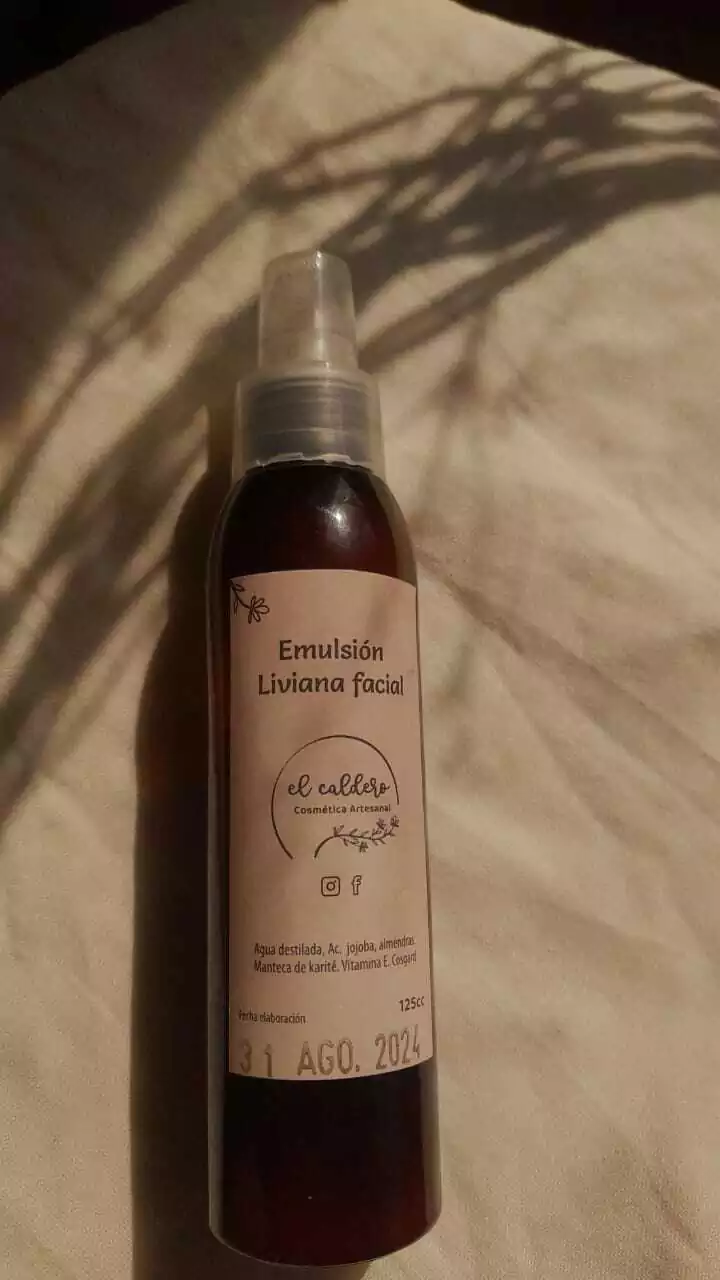 Emulsión
Liviana facial
el caldero
Cosmética Artesanal
Agua destilada, Ac. jojoba, almendras.
Manteca de karité. Vitamina E. Cosgard
125cc
Fecha elaboración
31 AGO. 2024